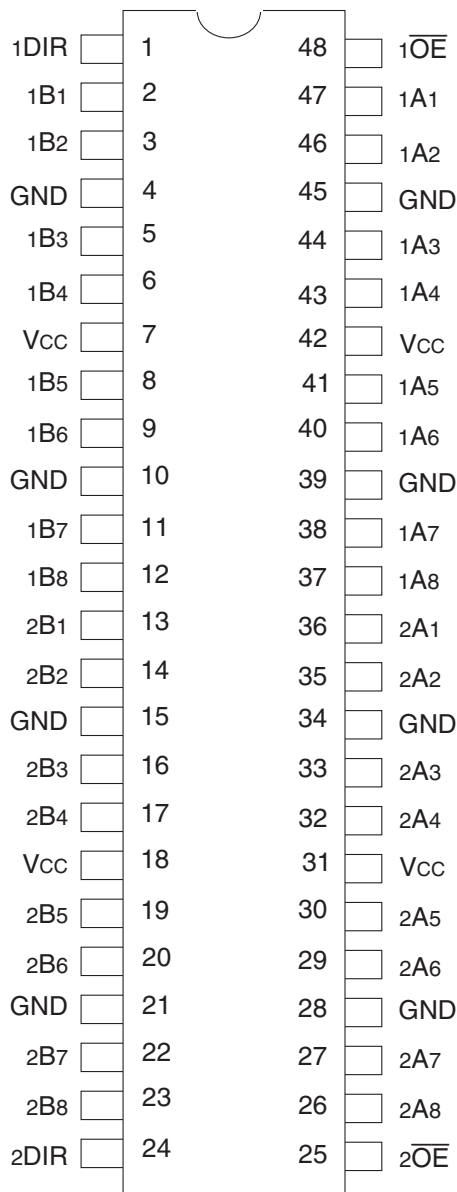 1DIR 1 48 1O̅E̅
1B1 2 47 1A1
1B2 3 46 1A2
GND 4 45 GND
1B3 5 44 1A3
1B4 6 43 1A4
VCC 7 42 VCC
1B5 8 41 1A5
1B6 9 40 1A6
GND 10 39 GND
1B7 11 38 1A7
1B8 12 37 1A8
2B1 13 36 2A1
2B2 14 35 2A2
GND 15 34 GND
2B3 16 33 2A3
2B4 17 32 2A4
VCC 18 31 VCC
2B5 19 30 2A5
2B6 20 29 2A6
GND 21 28 GND
2B7 22 27 2A7
2B8 23 26 2A8
2DIR 24 25 2O̅E̅